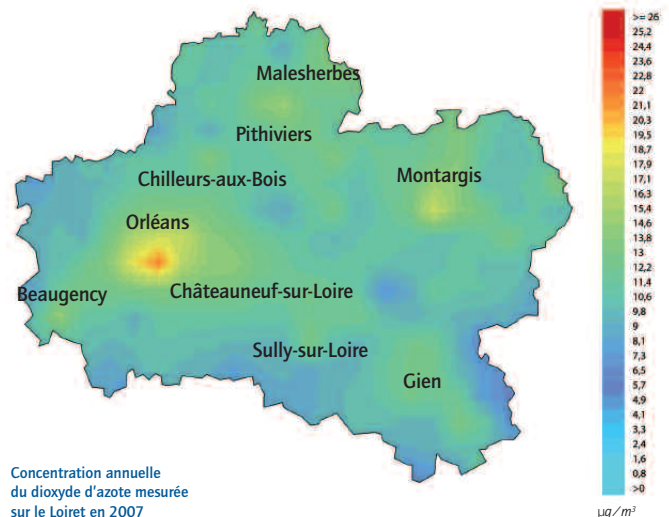 Malesherbes
Pithiviers
Chilleurs-aux-Bois
Montargis
Orléans
Beaugency
Châteauneuf-sur-Loire
Sully-sur-Loire
Gien
Concentration annuelle
du dioxyde d'azote mesurée
sur le Loiret en 2007
>= 26
25,2
24,4
23,6
22,8
22
21,1
20,3
19,5
18,7
17,9
17,1
16,3
15,4
14,6
13,8
13
12,2
11,4
10,6
9,8
9
8,1
7,3
6,5
5,7
4,9
4,1
3,3
2,4
1,6
0,8
>0
µg/m³